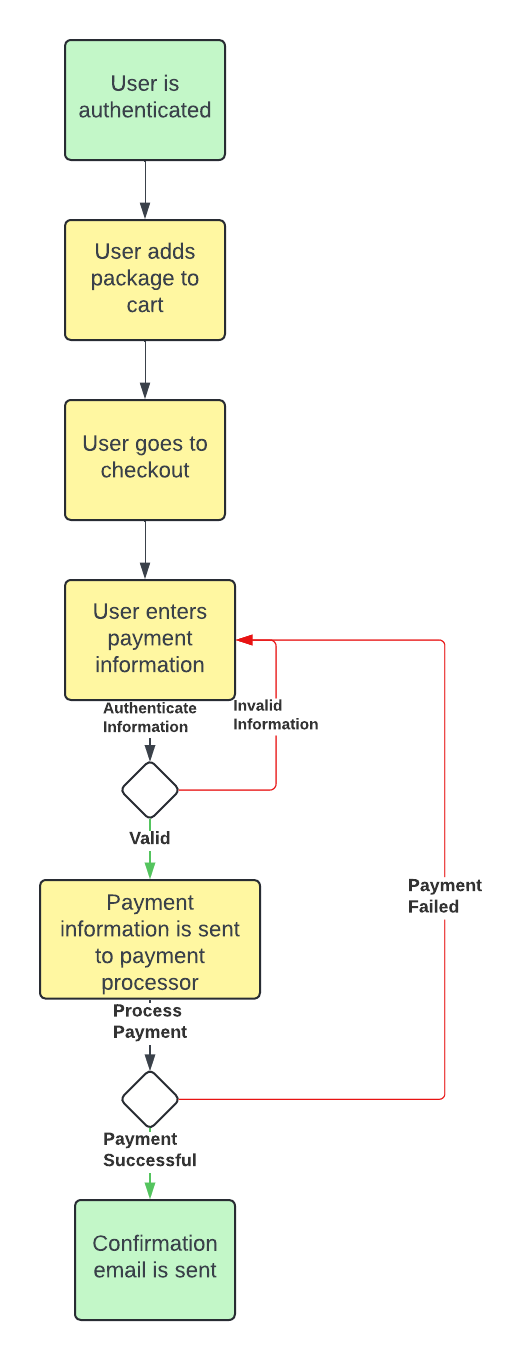 User is
authenticated
User adds
package to
cart
User goes to
checkout
User enters
payment
information
Authenticate
Information
Invalid
Information
Valid
Payment
information is sent
to payment
processor
Payment
Failed
Process
Payment
Payment
Successful
Confirmation
email is sent